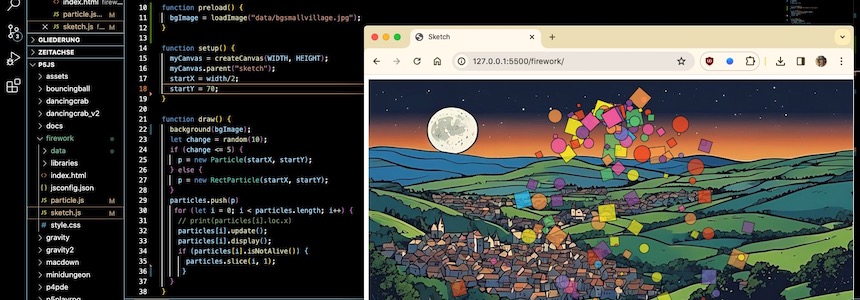 index.html firework...
particle.js f...
sketch.js f...
GLIEDERUNG
ZEITACHSE
P5JS
assets
bouncingball
dancingcrab
dancingcrab_v2
docs
firework
data
libraries
index.html
jsconfig.json
particle.js M
sketch.js M
style.css
gravity
gravity2
macdown
minidungeon
p4pde
10 function preload() {
11 bgImage = loadImage("data/bgsmallvillage.jpg");
12 }
13
14 function setup() {
15 myCanvas = createCanvas(WIDTH, HEIGHT);
16 myCanvas.parent("sketch");
17 startX = width/2;
18 startY = 70;
19 }
20
21 function draw() {
22 background(bgImage);
23 let change = random(10);
24 if (change <= 5) {
25 p = new Particle(startX, startY);
26 } else {
27 p = new RectParticle(startX, startY);
28 }
29 particles.push(p)
30 for (let i = 0; i < particles.length; i++) {
31 // print(particles[i].loc.x)
32 particles[i].update();
33 particles[i].display();
34 if (particles[i].isNotAlive()) {
35 particles.slice(i, 1);
36 }
37 }
38 }
Sketch
127.0.0.1:5500/firework/